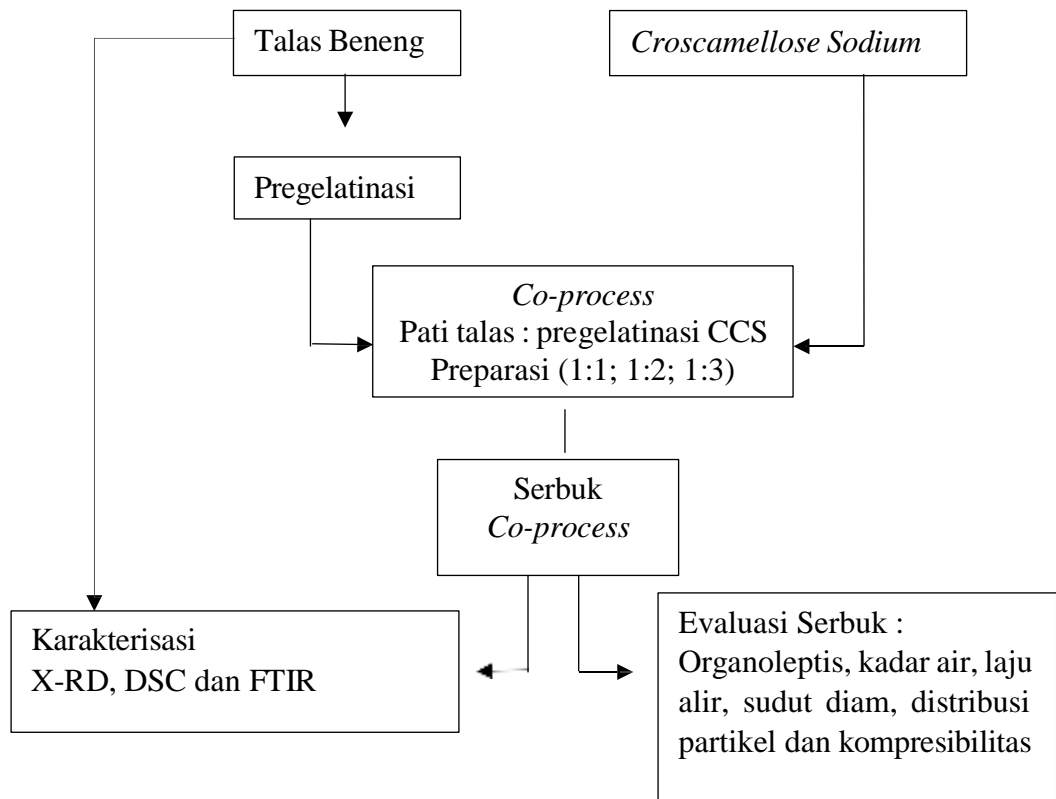 Talas Beneng
Croscamellose Sodium
Pregelatinasi
Co-process
Pati talas : pregelatinasi CCS
Preparasi (1:1; 1:2; 1:3)
Serbuk
Co-process
Karakterisasi
X-RD, DSC dan FTIR
Evaluasi Serbuk :
Organoleptis, kadar air, laju
alir, sudut diam, distribusi
partikel dan kompresibilitas